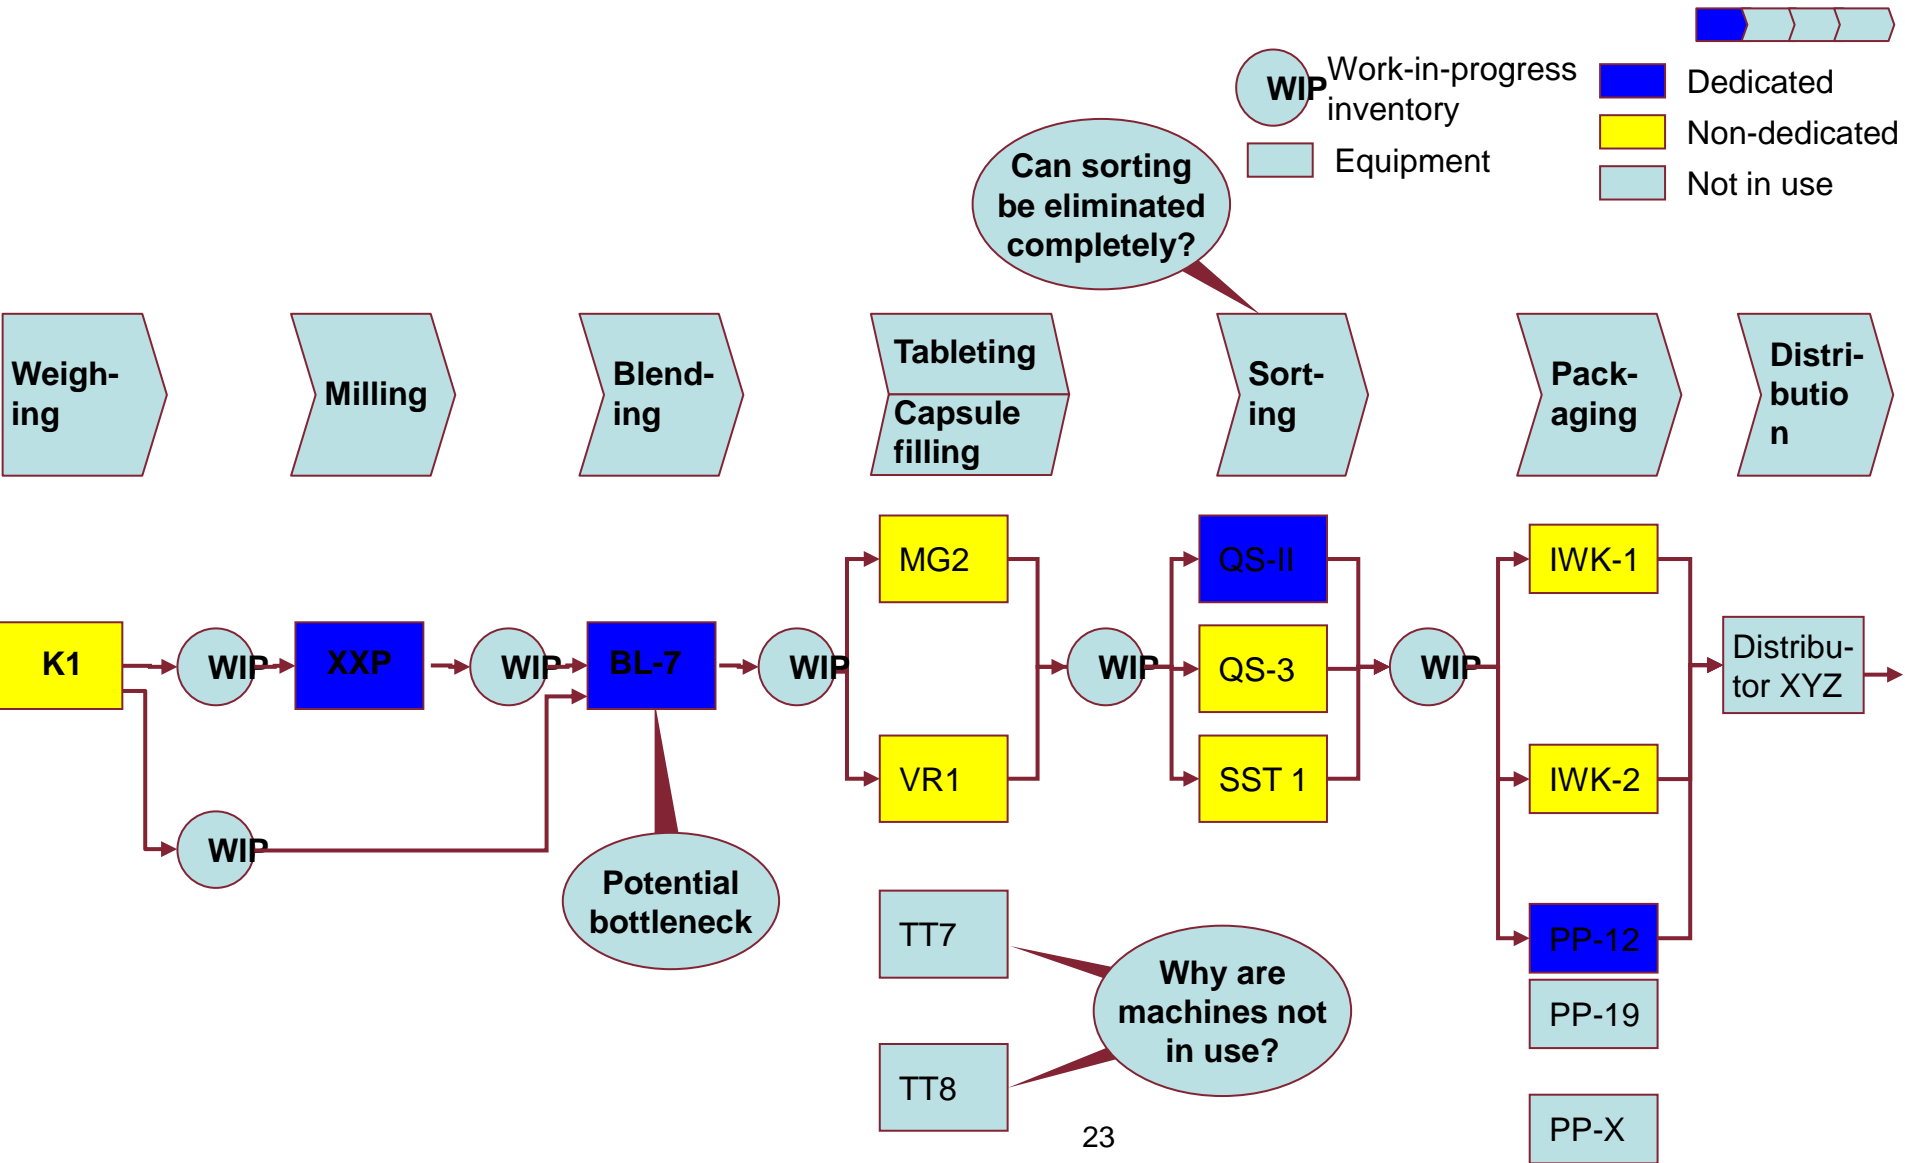 WIP
Work-in-progress
inventory
Equipment
Dedicated
Non-dedicated
Not in use
Can sorting
be eliminated
completely?
Weigh-
ing
Milling
Blend-
ing
Tableting
Capsule
filling
Sort-
ing
Pack-
aging
Distri-
butio
n
K1
WIP
WIP
XXP
WIP
BL-7
Potential
bottleneck
WIP
MG2
VR1
TT7
TT8
Why are
machines not
in use?
WIP
QS-II
QS-3
SST 1
WIP
IWK-1
IWK-2
PP-12
PP-19
PP-X
Distribu-
tor XYZ
23